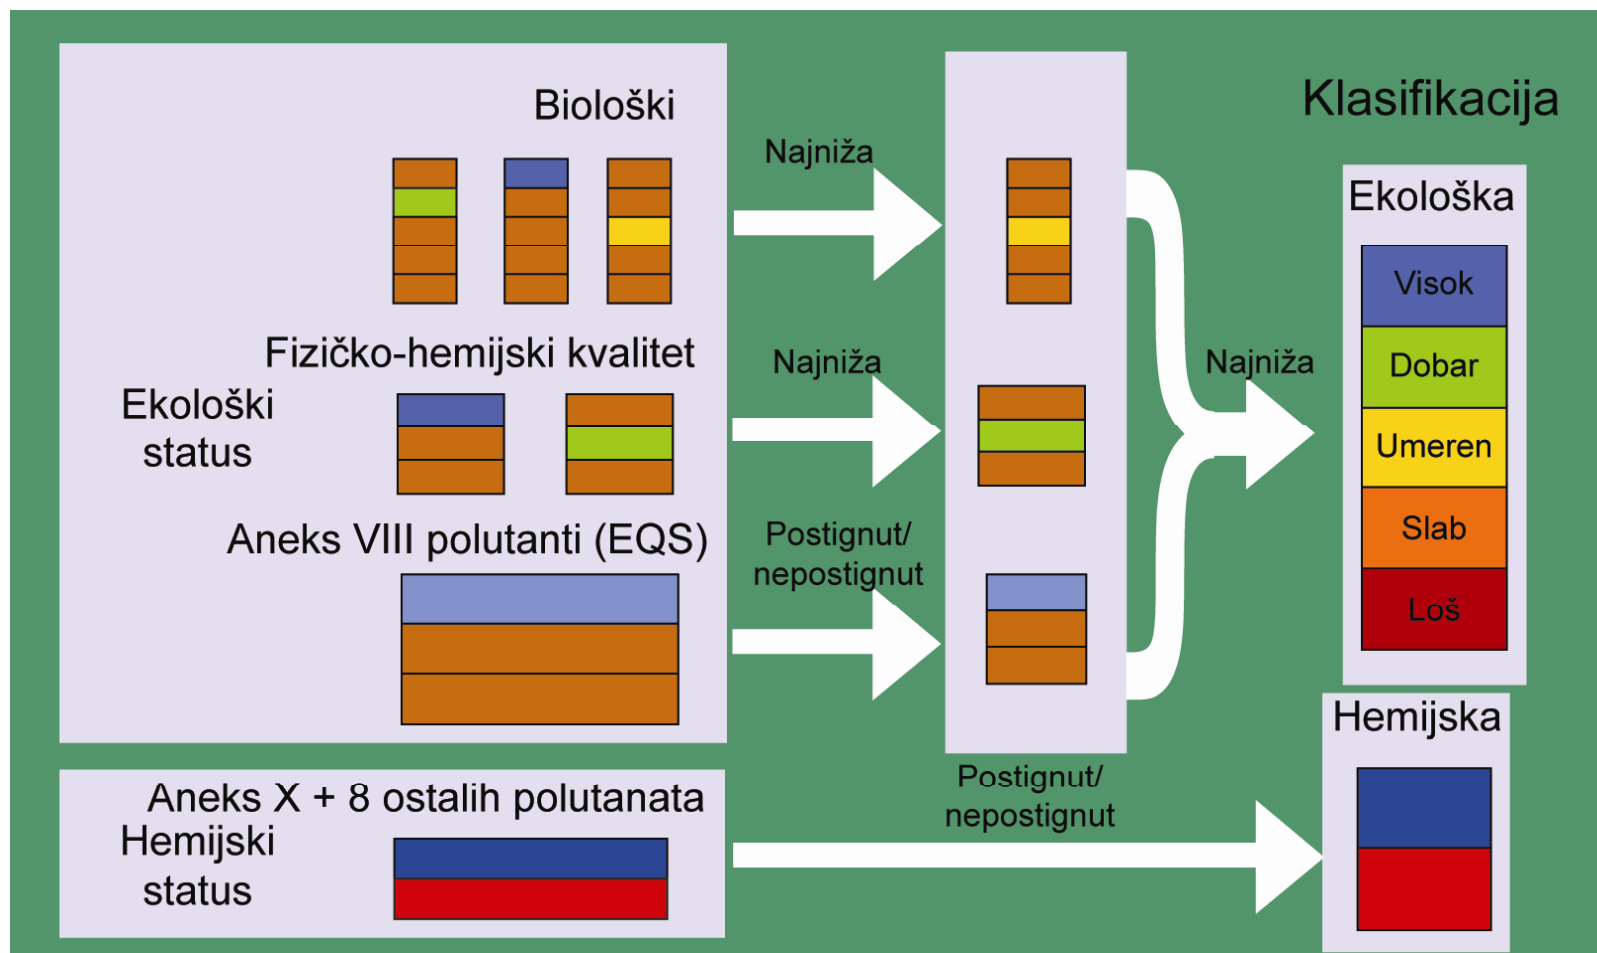 Biološki
Najniža
Klasifikacija
Ekološka
Visok
Dobar
Umeren
Slab
Loš
Fizičko-hemijski kvalitet
Najniža
Najniža
Ekološki
status
Aneks VIII polutanti (EQS)
Postignut/
nepostignut
Hemijska
Aneks X + 8 ostalih polutanata
Hemijski
status
Postignut/
nepostignut